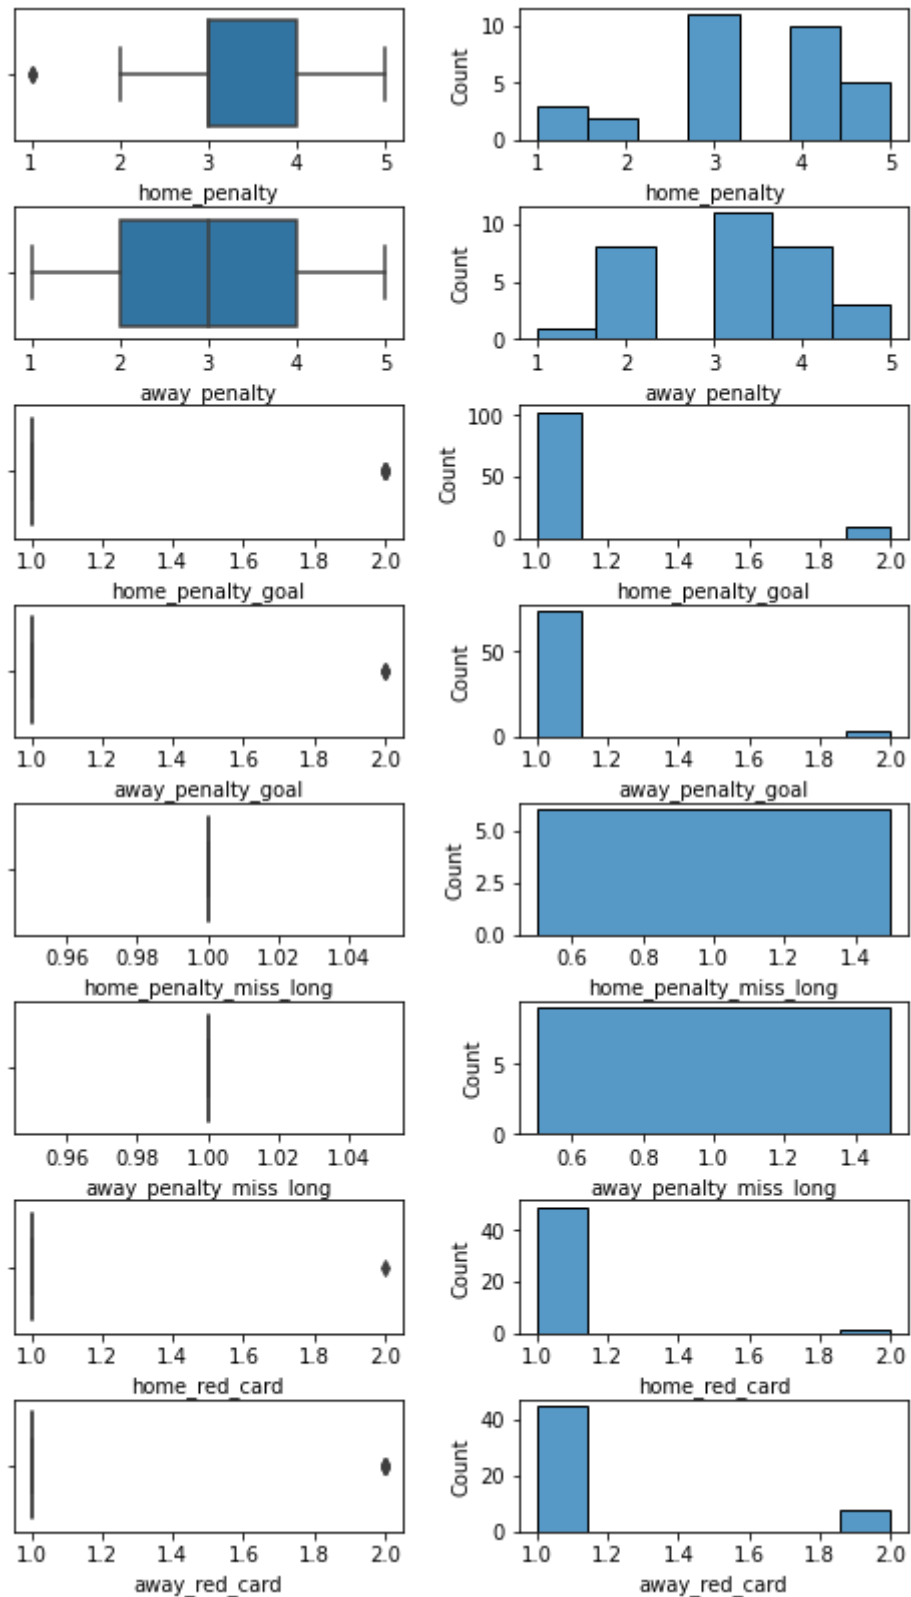 10
5
0
Count
1 2 3 4 5
1 2 3 4 5
home_penalty
home_penalty
10
5
0
Count
1 2 3 4 5
1 2 3 4 5
away_penalty
away_penalty
100
50
0
Count
1.0 1.2 1.4 1.6 1.8 2.0
1.0 1.2 1.4 1.6 1.8 2.0
home_penalty_goal
home_penalty_goal
50
0
Count
1.0 1.2 1.4 1.6 1.8 2.0
1.0 1.2 1.4 1.6 1.8 2.0
away_penalty_goal
away_penalty_goal
5.0
2.5
0.0
Count
0.96 0.98 1.00 1.02 1.04
0.6 0.8 1.0 1.2 1.4
home_penalty_miss_long
home_penalty_miss_long
5
0
Count
0.96 0.98 1.00 1.02 1.04
0.6 0.8 1.0 1.2 1.4
away_penalty_miss_long
away_penalty_miss_long
40
20
0
Count
1.0 1.2 1.4 1.6 1.8 2.0
1.0 1.2 1.4 1.6 1.8 2.0
home_red_card
home_red_card
40
20
0
Count
1.0 1.2 1.4 1.6 1.8 2.0
1.0 1.2 1.4 1.6 1.8 2.0
away_red_card
away_red_card